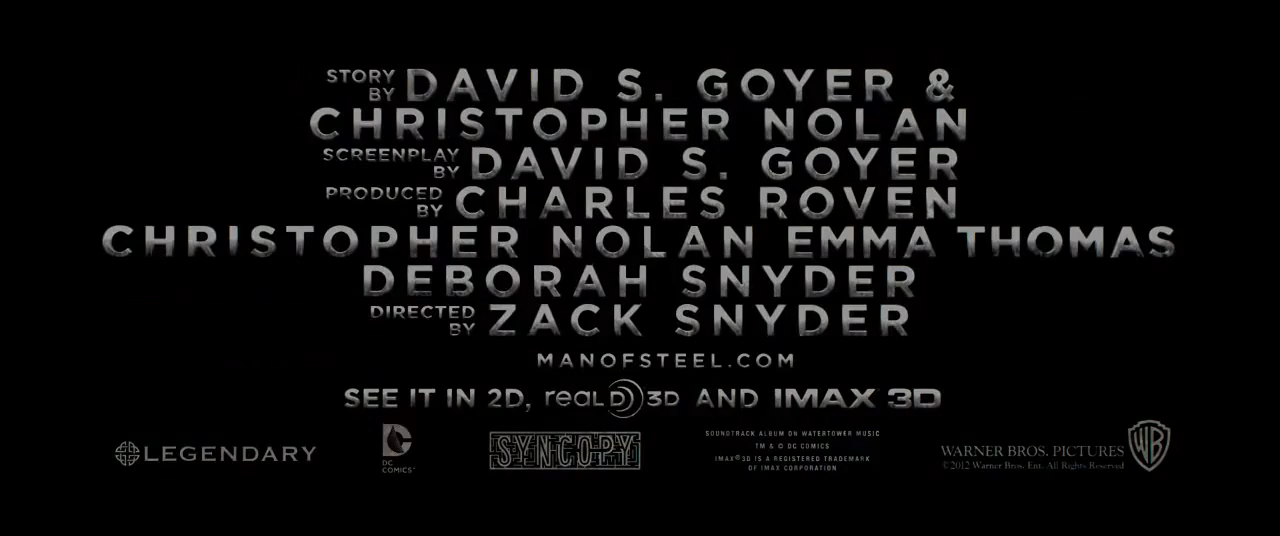 STORY BY DAVID S. GOYER &
CHRISTOPHER NOLAN
SCREENPLAY BY DAVID S. GOYER
PRODUCED BY CHARLES ROVEN
CHRISTOPHER NOLAN EMMA THOMAS
DEBORAH SNYDER
DIRECTED BY ZACK SNYDER
MANOFSTEEL.COM
SEE IT IN 2D, REAL D 3D AND IMAX 3D
LEGENDARY
DC COMICS™
SYNCOPY
SOUNDTRACK ALBUM ON WATERTOWER MUSIC
TM & © DC COMICS
IMAX® 3D IS A REGISTERED TRADEMARK
OF IMAX CORPORATION
WARNER BROS. PICTURES
©2012 Warner Bros. Ent. All Rights Reserved
WB